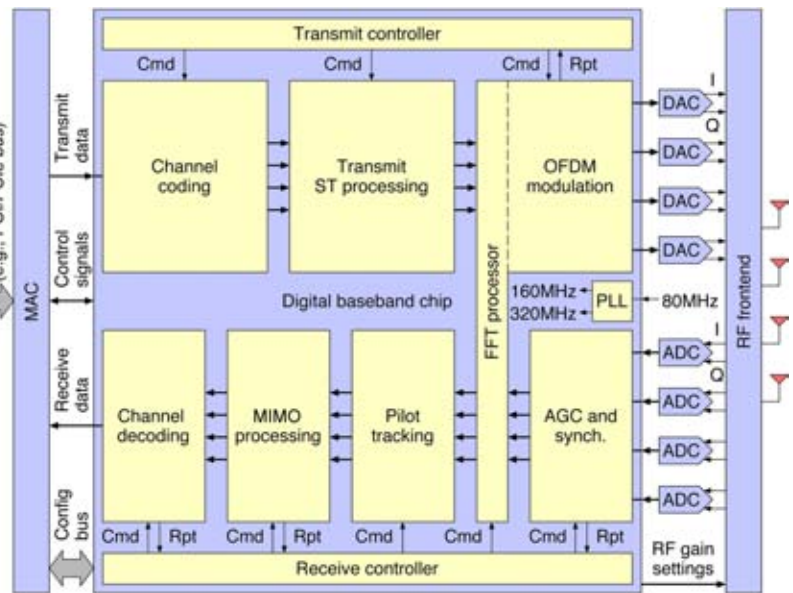 Transmit controller
Cmd
Cmd
Cmd
Rpt
Transmit
data
Channel
coding
Transmit
ST processing
OFDM
modulation
DAC
I
Q
DAC
DAC
DAC
bus)
(e.g.,
MAC
Control
signals
Digital baseband chip
FFT processor
160MHz
320MHz
PLL
80MHz
RF frontend
Receive
data
Channel
decoding
MIMO
processing
Pilot
tracking
AGC and
synch.
ADC
I
Q
ADC
ADC
ADC
Config
bus
Cmd
Rpt
Cmd
Rpt
Cmd
Cmd
Cmd
Rpt
Receive controller
RF gain
settings